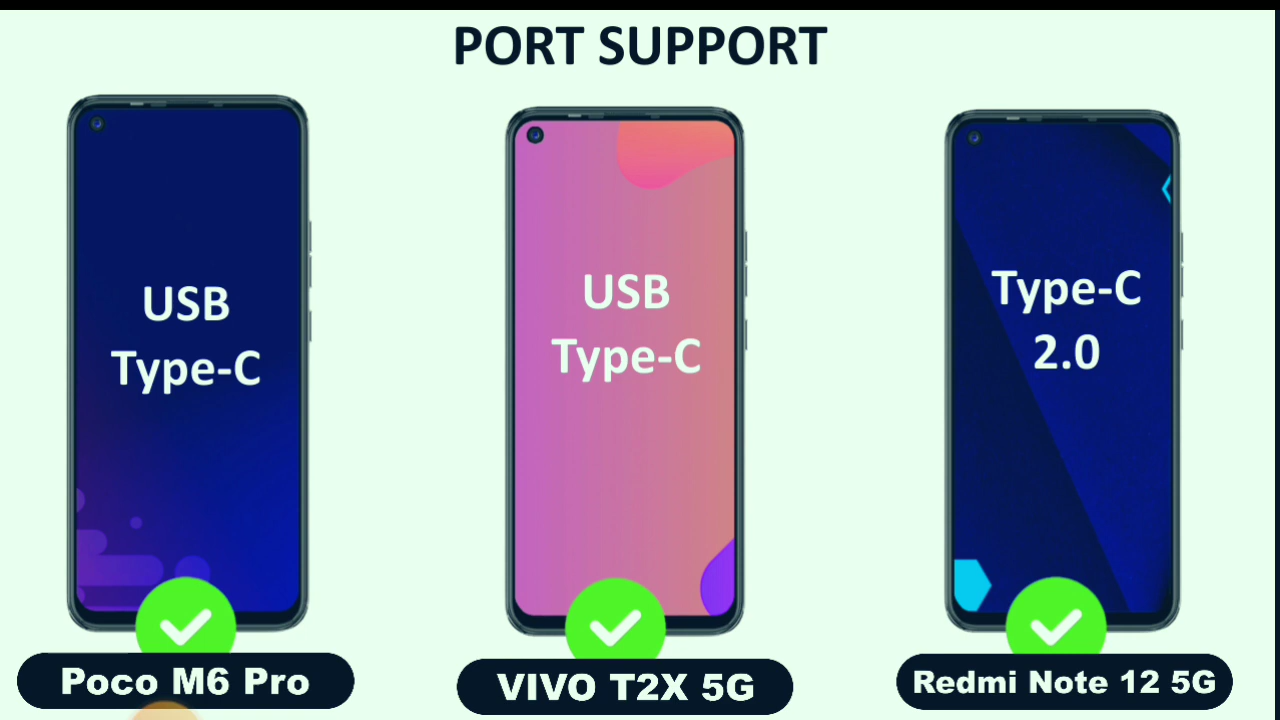 PORT SUPPORT
USB
Type-C
USB
Type-C
Type-C
2.0
Poco M6 Pro
VIVO T2X 5G
Redmi Note 12 5G